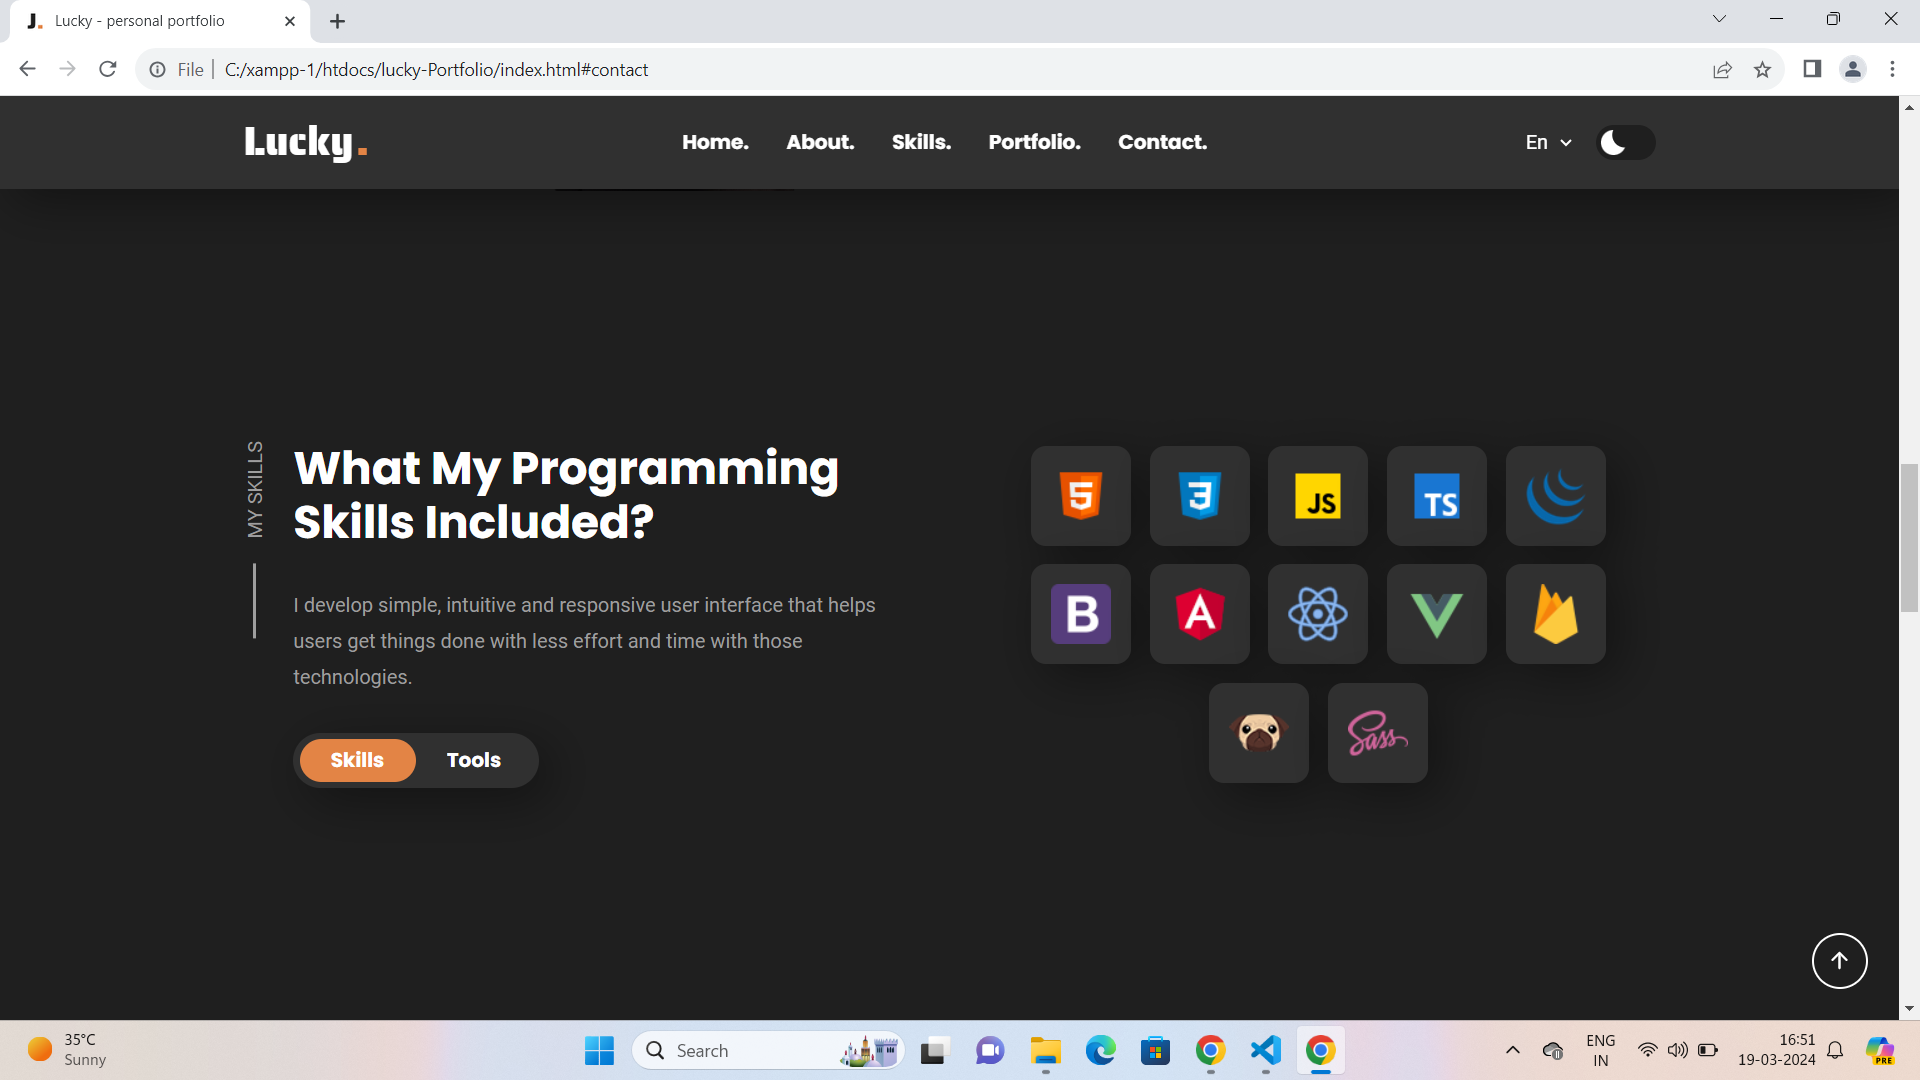 J. Lucky - personal portfolio
File C:/xampp-1/htdocs/lucky-Portfolio/index.html#contact
Lucky.
Home. About. Skills. Portfolio. Contact.
En
MY SKILLS
What My Programming
Skills Included?
I develop simple, intuitive and responsive user interface that helps
users get things done with less effort and time with those
technologies.
Skills Tools
5 3 JS TS
B A
Sass
35°C
Sunny
Search
ENG
IN
16:51
19-03-2024
PRE